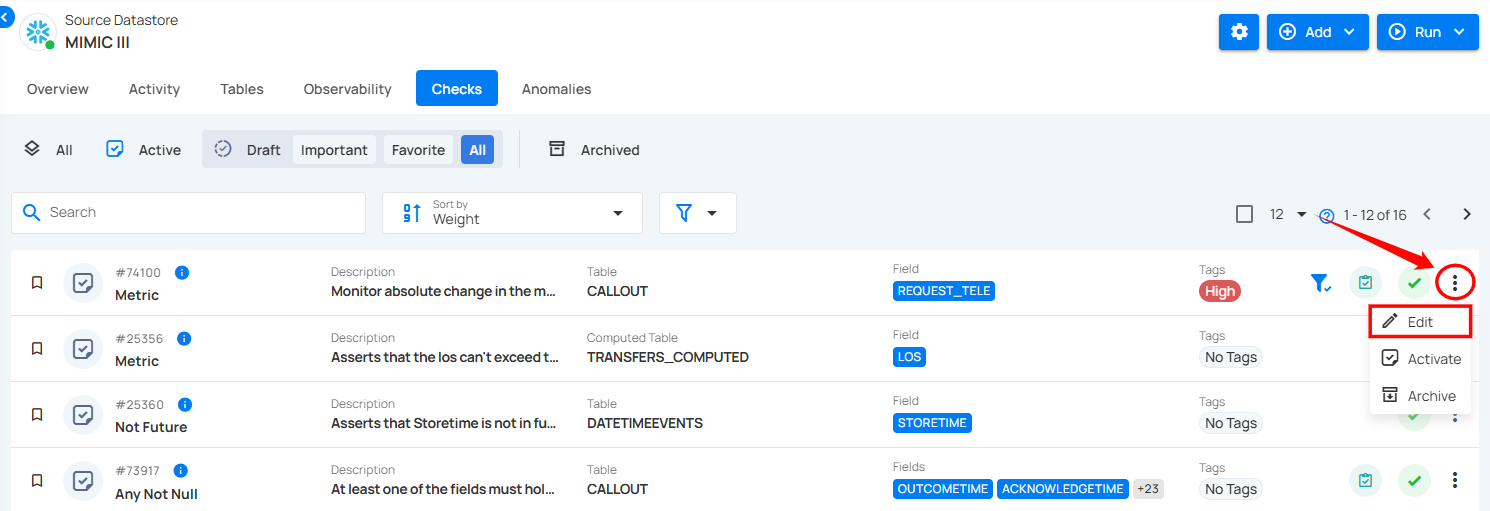 Source Datastore
MIMIC III
Add
Run
Overview
Activity
Tables
Observability
Checks
Anomalies
All
Active
Draft
Important
Favorite
All
Archived
Search
Sort by
Weight
12
1 - 12 of 16
#74100
Metric
Description
Monitor absolute change in the m...
Table
CALLOUT
Field
REQUEST_TELE
Tags
High
Edit
Activate
Archive
#25356
Metric
Description
Asserts that the los can't exceed t...
Computed Table
TRANSFERS_COMPUTED
Field
LOS
Tags
No Tags
#25360
Not Future
Description
Asserts that Storetime is not in fu...
Table
DATETIMEEVENTS
Field
STORETIME
Tags
No Tags
#73917
Any Not Null
Description
At least one of the fields must hol...
Table
CALLOUT
Fields
OUTCOMETIME ACKNOWLEDGETIME +23
Tags
No Tags